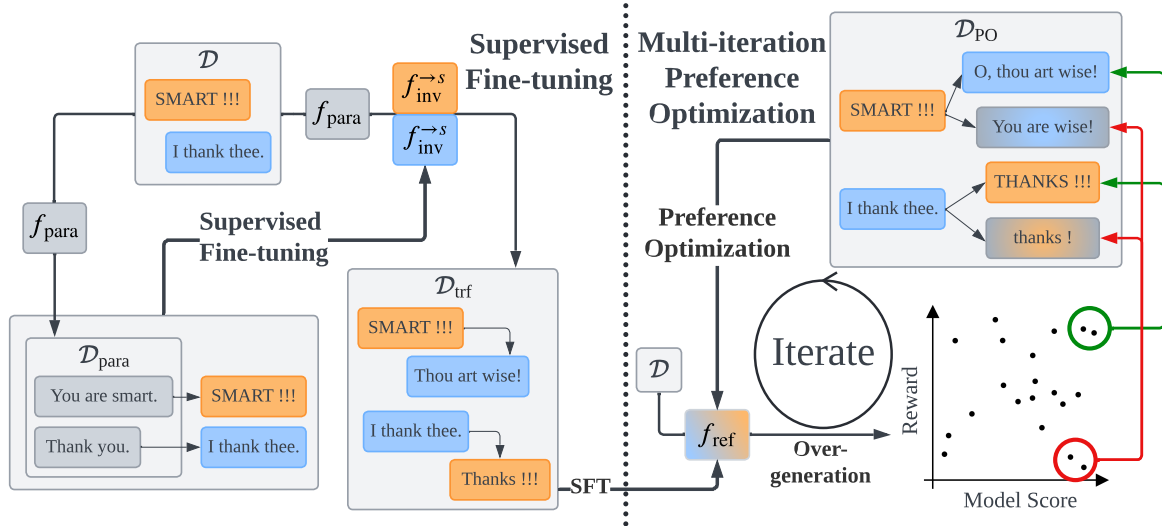 𝒟
SMART !!!
I thank thee.
f_para
f_inv^{→s}
f_inv^{→s}
Supervised
Fine-tuning
f_para
Supervised
Fine-tuning
𝒟_para
You are smart.
SMART !!!
Thank you.
I thank thee.
𝒟_trf
SMART !!!
Thou art wise!
I thank thee.
Thanks !!!
SFT
Multi-iteration
Preference
Optimization
𝒟_PO
SMART !!!
O, thou art wise!
You are wise!
I thank thee.
THANKS !!!
thanks !
Preference
Optimization
Iterate
𝒟
f_ref
Over-
generation
Reward
Model Score